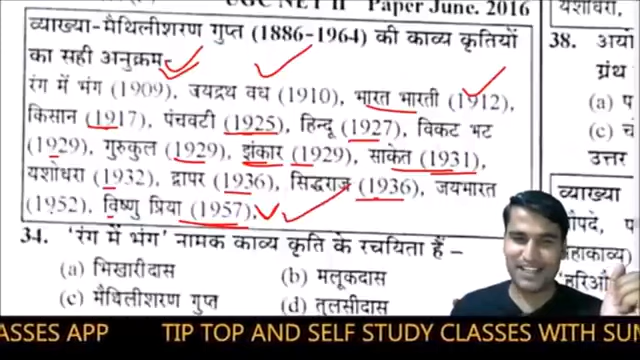 UGC NET II Paper June. 2016
व्याख्या-मैथिलीशरण गुप्त (1886-1964) की काव्य कृतियों
का सही अनुक्रम-
रंग में भंग (1909), जयद्रथ वध (1910), भारत भारती (1912),
किसान (1917), पंचवटी (1925), हिन्दू (1927), विकट भट
(1929), गुरुकुल (1929), झंकार (1929), साकेत (1931),
यशोधरा (1932), द्वापर (1936), सिद्धराज (1936), जयभारत
(1952), विष्णु प्रिया (1957),
34. 'रंग में भंग' नामक काव्य कृति के रचयिता हैं –
(a) भिखारीदास (b) मलूकदास
(c) मैथिलीशरण गुप्त (d) तुलसीदास
यशोधरा,
38. अयो
ग्रंथ
(a) प
(c) च
उत्तर
व्याख्या
हाकाव्य)
ASSES APP TIP TOP AND SELF STUDY CLASSES WITH SUM